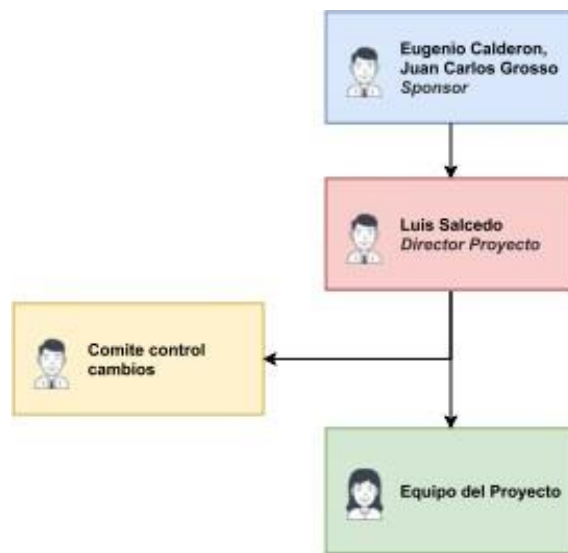 Eugenio Calderon,
Juan Carlos Grosso
Sponsor
Luis Salcedo
Director Proyecto
Comite control
cambios
Equipo del Proyecto